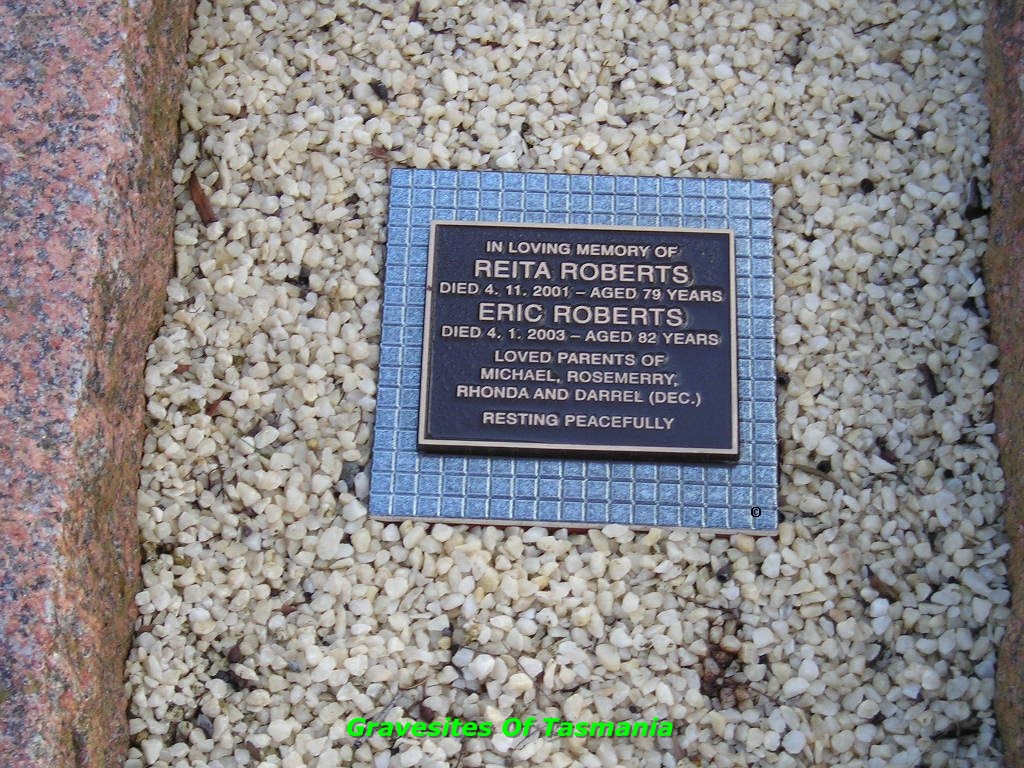 IN LOVING MEMORY OF
REITA ROBERTS
DIED 4. 11. 2001 – AGED 79 YEARS
ERIC ROBERTS
DIED 4. 1. 2003 – AGED 82 YEARS
LOVED PARENTS OF
MICHAEL, ROSEMERRY,
RHONDA AND DARREL (DEC.)
RESTING PEACEFULLY
©
Gravesites Of Tasmania